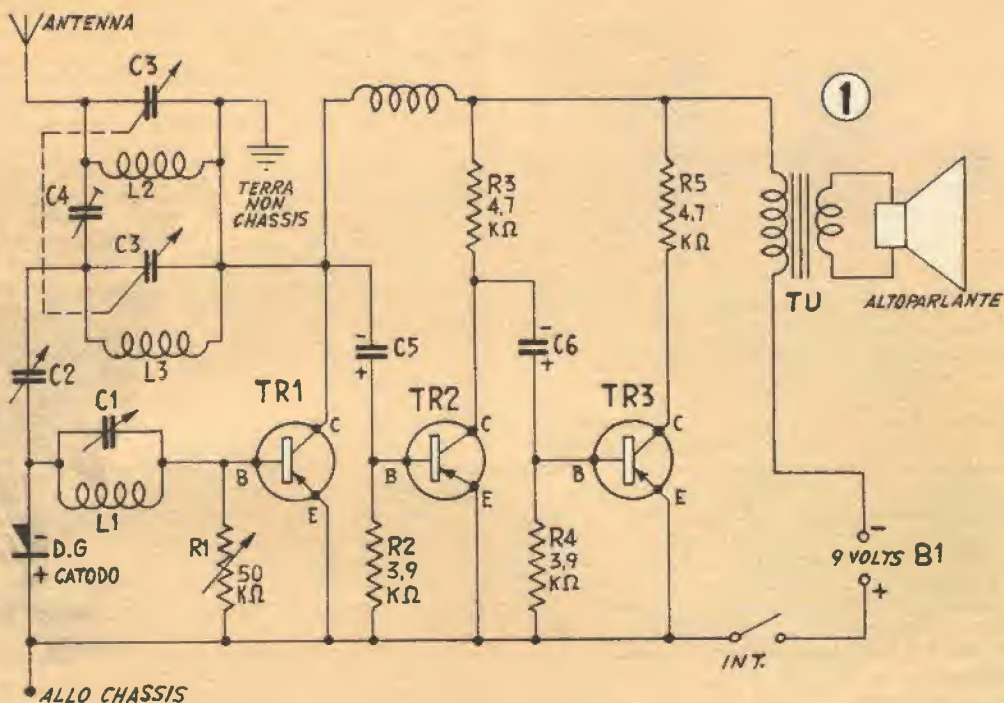 ANTENNA
C3
1
C4
L2
TERRA
NON
CHASSIS
R3
4,7
KΩ
R5
4,7
KΩ
C3
TU
ALTOPARLANTE
L3
C2
- C5
+
- C6
+
C1
TR1
TR2
TR3
C
C
C
B
B
B
E
E
E
L1
D.G
-
+ CATODO
R1
50
KΩ
R2
3,9
KΩ
R4
3,9
KΩ
-
9 VOLTS B1
+
INT.
ALLO CHASSIS